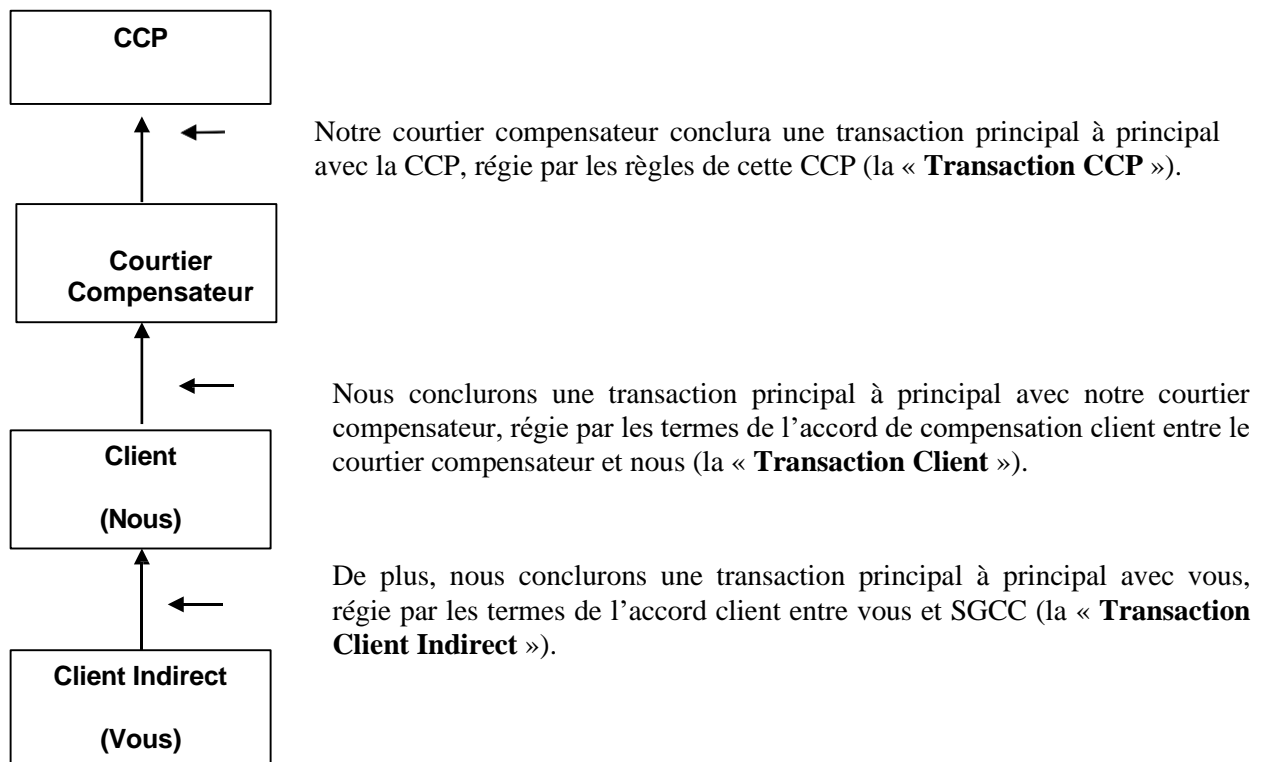 CCP
Notre courtier compensateur conclura une transaction principal à principal
avec la CCP, régie par les règles de cette CCP (la « Transaction CCP »).
Courtier
Compensateur
Nous conclurons une transaction principal à principal avec notre courtier
compensateur, régie par les termes de l’accord de compensation client entre le
courtier compensateur et nous (la « Transaction Client »).
Client
(Nous)
De plus, nous conclurons une transaction principal à principal avec vous,
régie par les termes de l’accord client entre vous et SGCC (la « Transaction
Client Indirect »).
Client Indirect
(Vous)